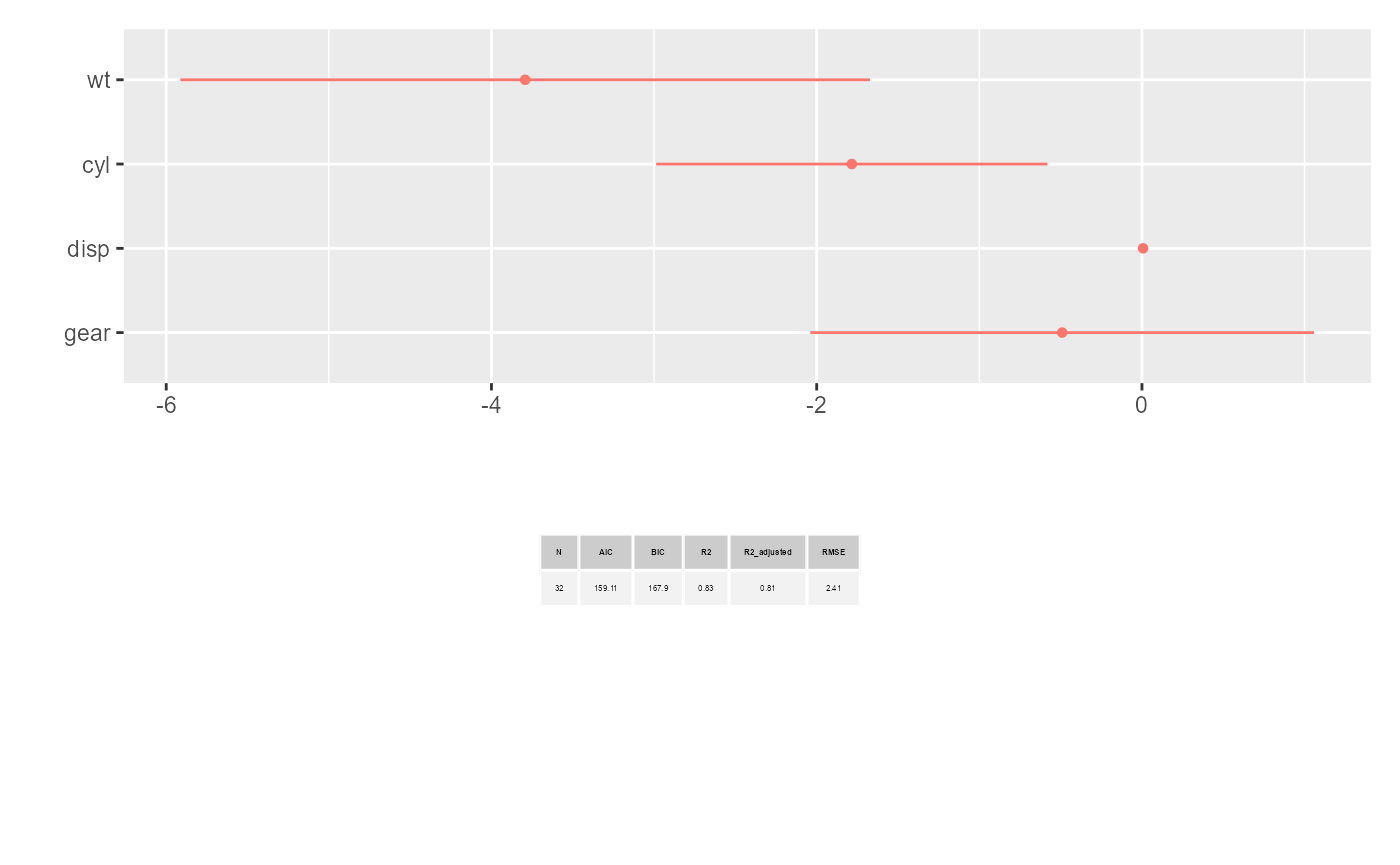 wt
cyl
disp
gear
-6 -4 -2 0
N AIC BIC R2 R2_adjusted RMSE
32 159.11 167.9 0.83 0.81 2.41